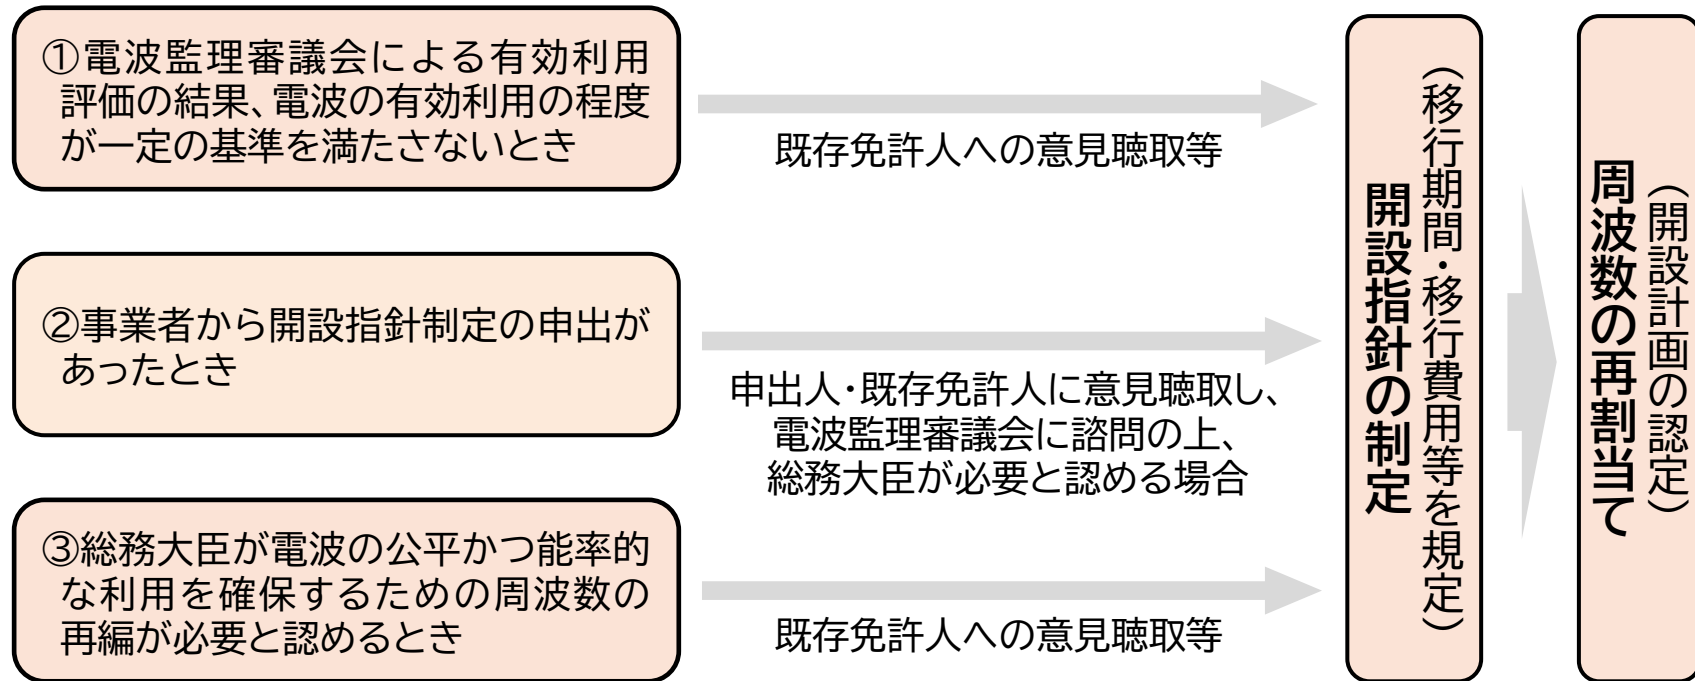 ①電波監理審議会による有効利用
評価の結果、電波の有効利用の程度
が一定の基準を満たさないとき
既存免許人への意見聴取等
②事業者から開設指針制定の申出が
あったとき
申出人・既存免許人に意見聴取し、
電波監理審議会に諮問の上、
総務大臣が必要と認める場合
③総務大臣が電波の公平かつ能率的
な利用を確保するための周波数の
再編が必要と認めるとき
既存免許人への意見聴取等
（移行期間・移行費用等を規定）
開設指針の制定
（開設計画の認定）
周波数の再割当て